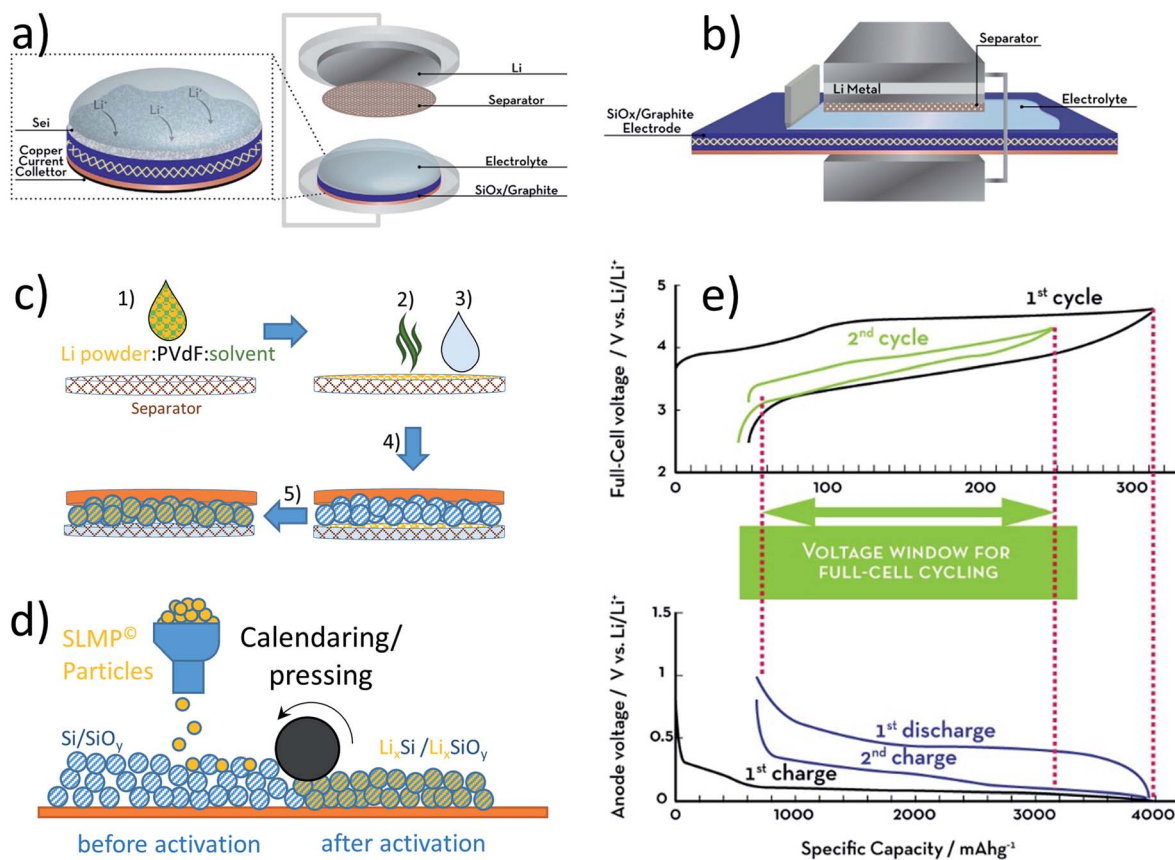 a)
Li⁺
Li⁺
Li⁺
Sei
Copper
Current
Collettor
Li
Separator
Electrolyte
SiOx/Graphite
b)
Separator
Li Metal
Electrolyte
SiOx/Graphite
Electrode
c)
1)
2)
3)
Li powder:PVdF:solvent
Separator
4)
5)
d)
SLMP©
Particles
Calendaring/
pressing
Si/SiOy
LixSi /LixSiOy
before activation
after activation
e)
Full-Cell voltage / V vs. Li/Li⁺
5
4
3
2
1st cycle
2nd cycle
0
100
200
300
VOLTAGE WINDOW FOR
FULL-CELL CYCLING
Anode voltage / V vs. Li/Li⁺
1.5
1
0.5
0
1st discharge
2nd charge
1st charge
1000
2000
3000
4000
Specific Capacity / mAhg⁻¹